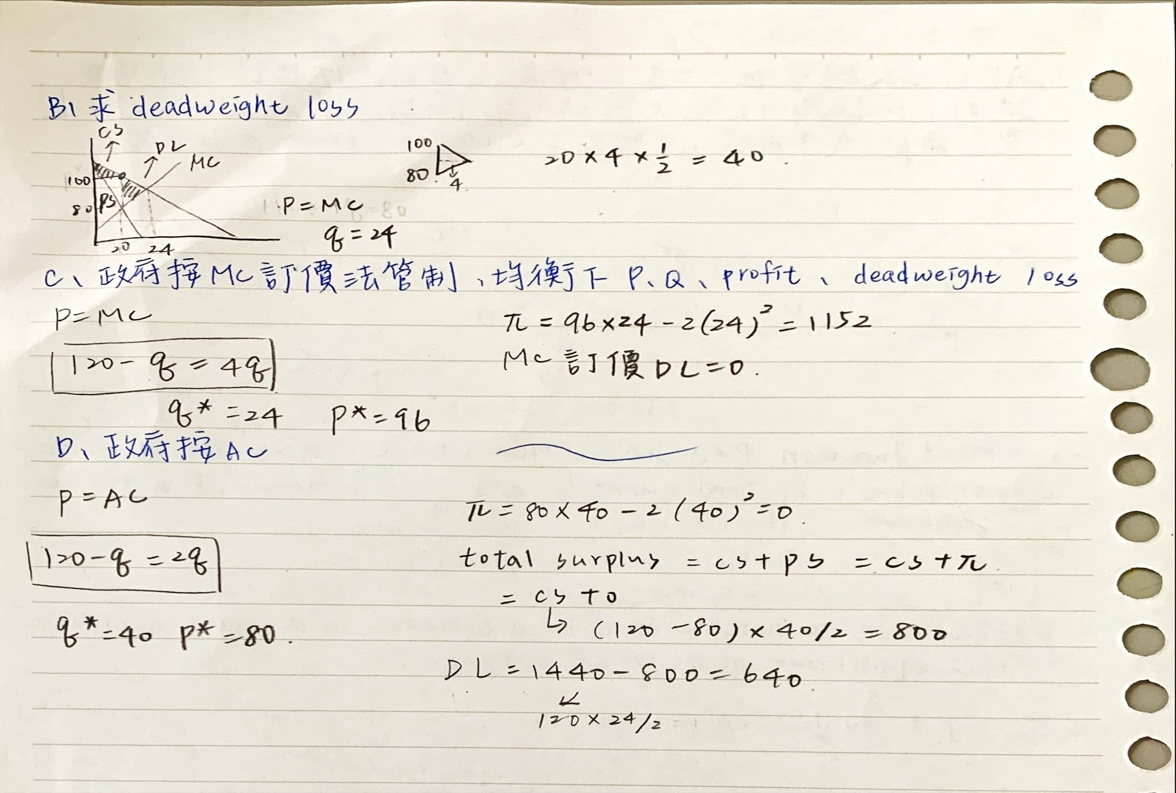 B、求 deadweight loss
CS
DL
MC
100
80
PS
20 24
100
80
4
20 × 4 × 1/2 = 40.
P = MC
q = 24
C、政府按MC訂價法管制、均衡下 P、Q、profit、deadweight loss
P = MC
120 - q = 4q
q* = 24 P* = 96
π = 96 × 24 - 2(24)² = 1152
MC 訂價 DL = 0.
D、政府按 AC
P = AC
120 - q = 2q
q* = 40 P* = 80.
π = 80 × 40 - 2(40)² = 0.
total surplus = CS + PS = CS + π
= CS + 0
↳ (120 - 80) × 40/2 = 800
DL = 1440 - 800 = 640
↙
120 × 24/2